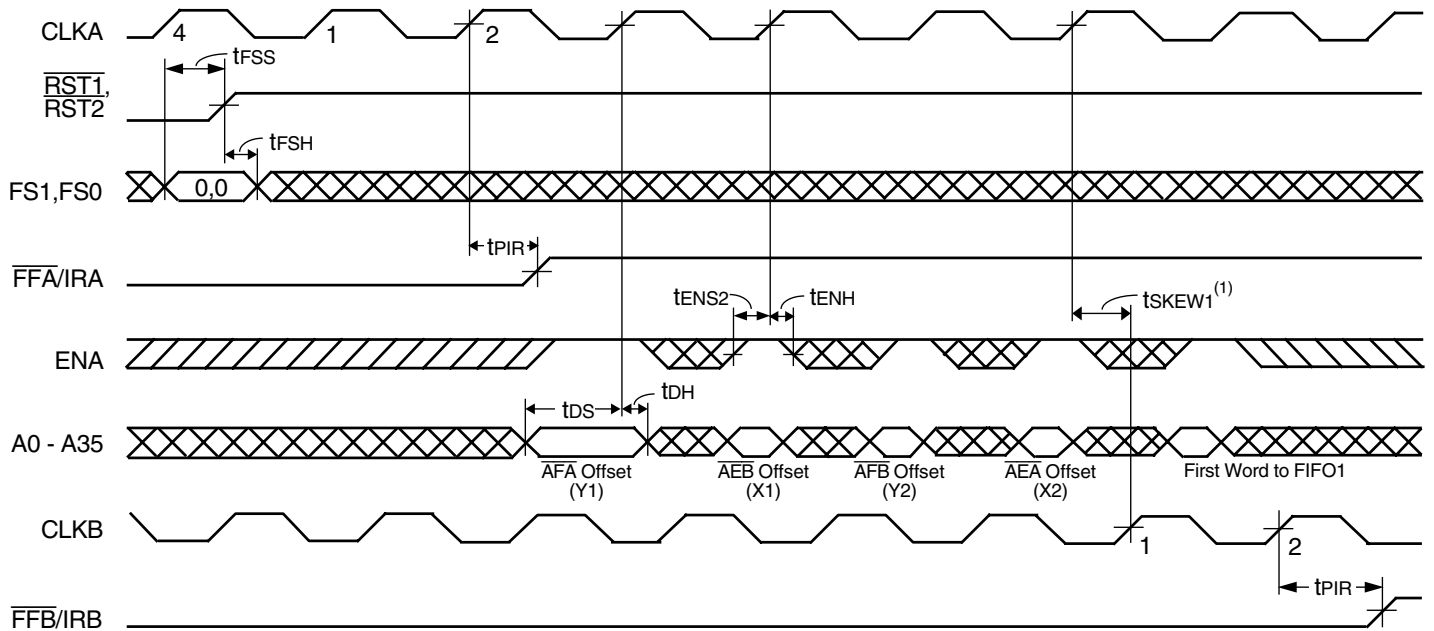 CLKA
4
1
2
tFSS
RST1,
RST2
tFSH
FS1,FS0
0,0
tPIR
FFA/IRA
tENS2
tENH
tSKEW1(1)
ENA
tDS
tDH
A0 - A35
AFA Offset
(Y1)
AEB Offset
(X1)
AFB Offset
(Y2)
AEA Offset
(X2)
First Word to FIFO1
CLKB
1
2
tPIR
FFB/IRB